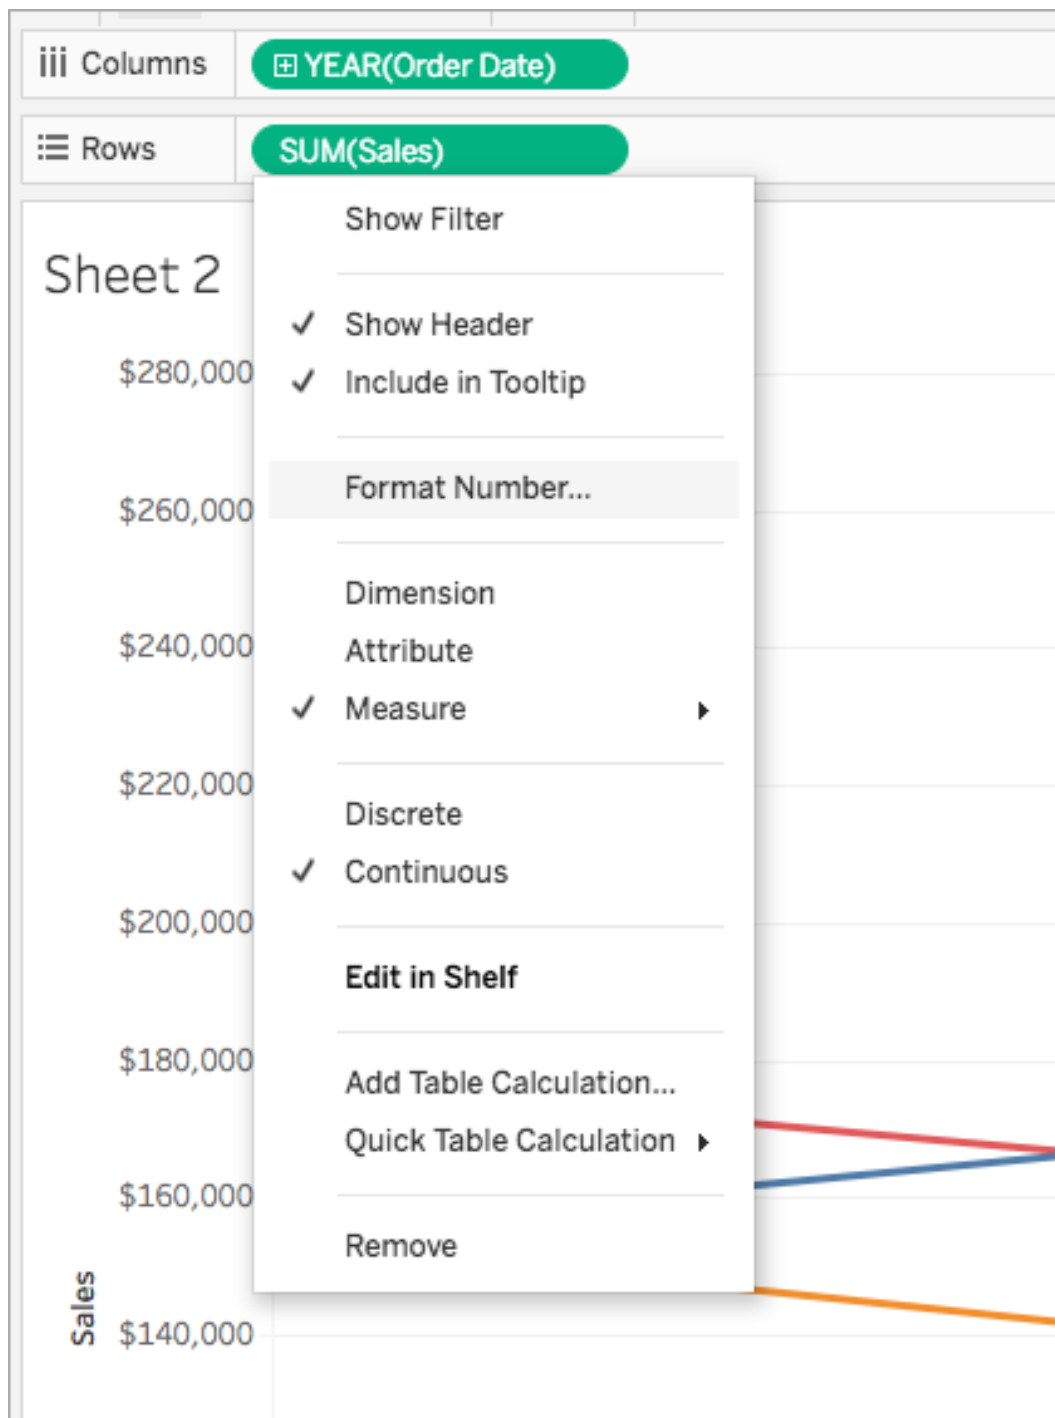 Columns
YEAR(Order Date)
Rows
SUM(Sales)
Sheet 2
Show Filter
Show Header
Include in Tooltip
Format Number...
Dimension
Attribute
Measure
Discrete
Continuous
Edit in Shelf
Add Table Calculation...
Quick Table Calculation
Remove
$280,000
$260,000
$240,000
$220,000
$200,000
$180,000
$160,000
$140,000
Sales